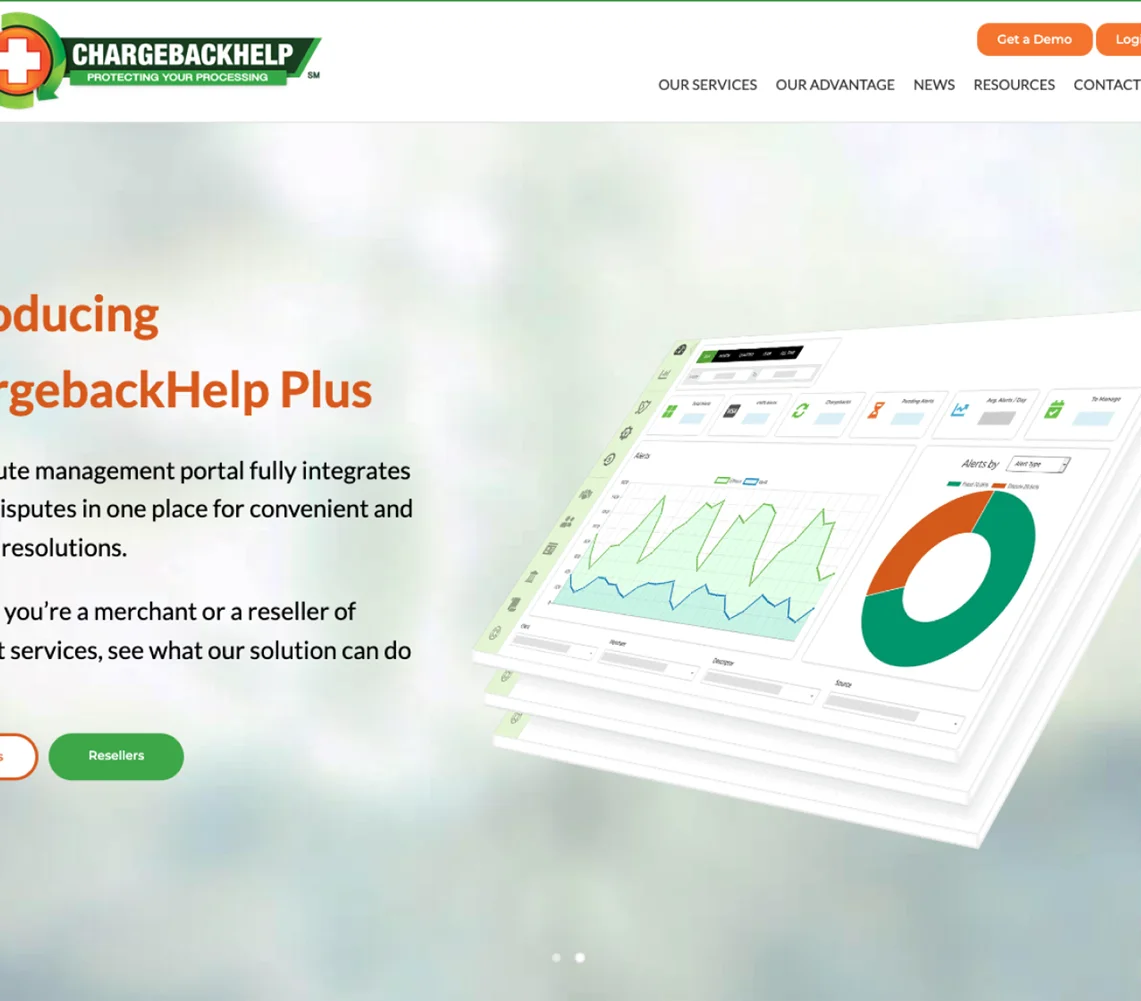 CHARGEBACKHELP
PROTECTING YOUR PROCESSING
SM
Get a Demo
Logi
OUR SERVICES
OUR ADVANTAGE
NEWS
RESOURCES
CONTACT
oducing
rgebackHelp Plus
ute management portal fully integrates
isputes in one place for convenient and
resolutions.
you’re a merchant or a reseller of
t services, see what our solution can do
s
Resellers
Chargebacks
Pending Alerts
Avg. Alerts / Day
To Manage
Alerts
Alerts by
Alert Type
Descriptor
Source